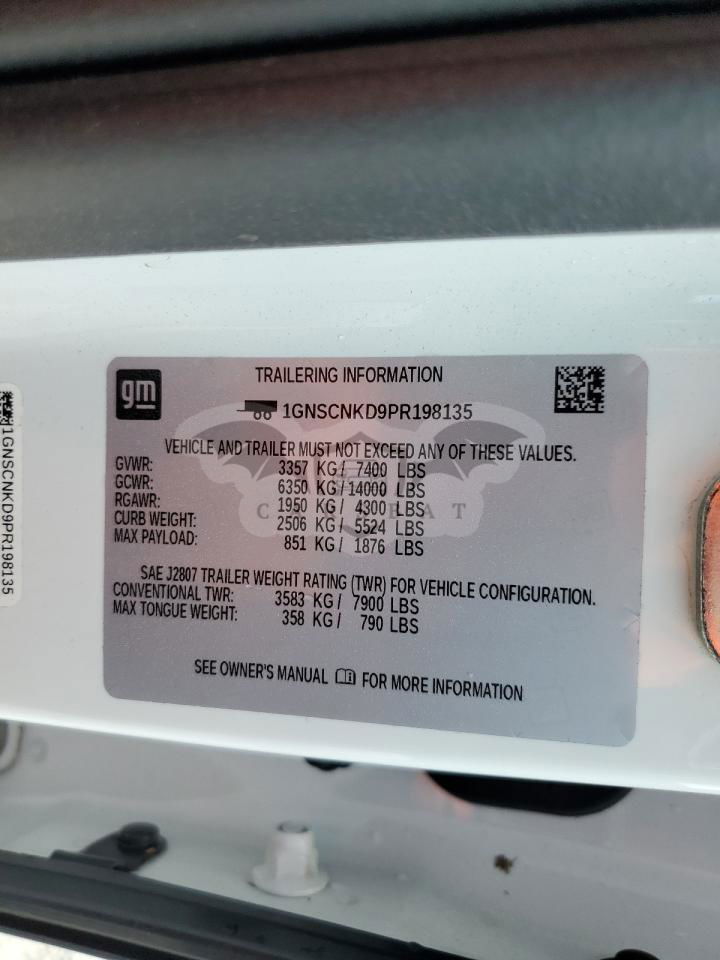 gm
TRAILERING INFORMATION
1GNSCNKD9PR198135
VEHICLE AND TRAILER MUST NOT EXCEED ANY OF THESE VALUES.
GVWR: 3357 KG/ 7400 LBS
GCWR: 6350 KG/14000 LBS
RGAWR: 1950 KG/ 4300 LBS
CURB WEIGHT: 2506 KG/ 5524 LBS
MAX PAYLOAD: 851 KG/ 1876 LBS
SAE J2807 TRAILER WEIGHT RATING (TWR) FOR VEHICLE CONFIGURATION.
CONVENTIONAL TWR: 3583 KG/ 7900 LBS
MAX TONGUE WEIGHT: 358 KG/ 790 LBS
SEE OWNER'S MANUAL FOR MORE INFORMATION
1GNSCNKD9PR198135